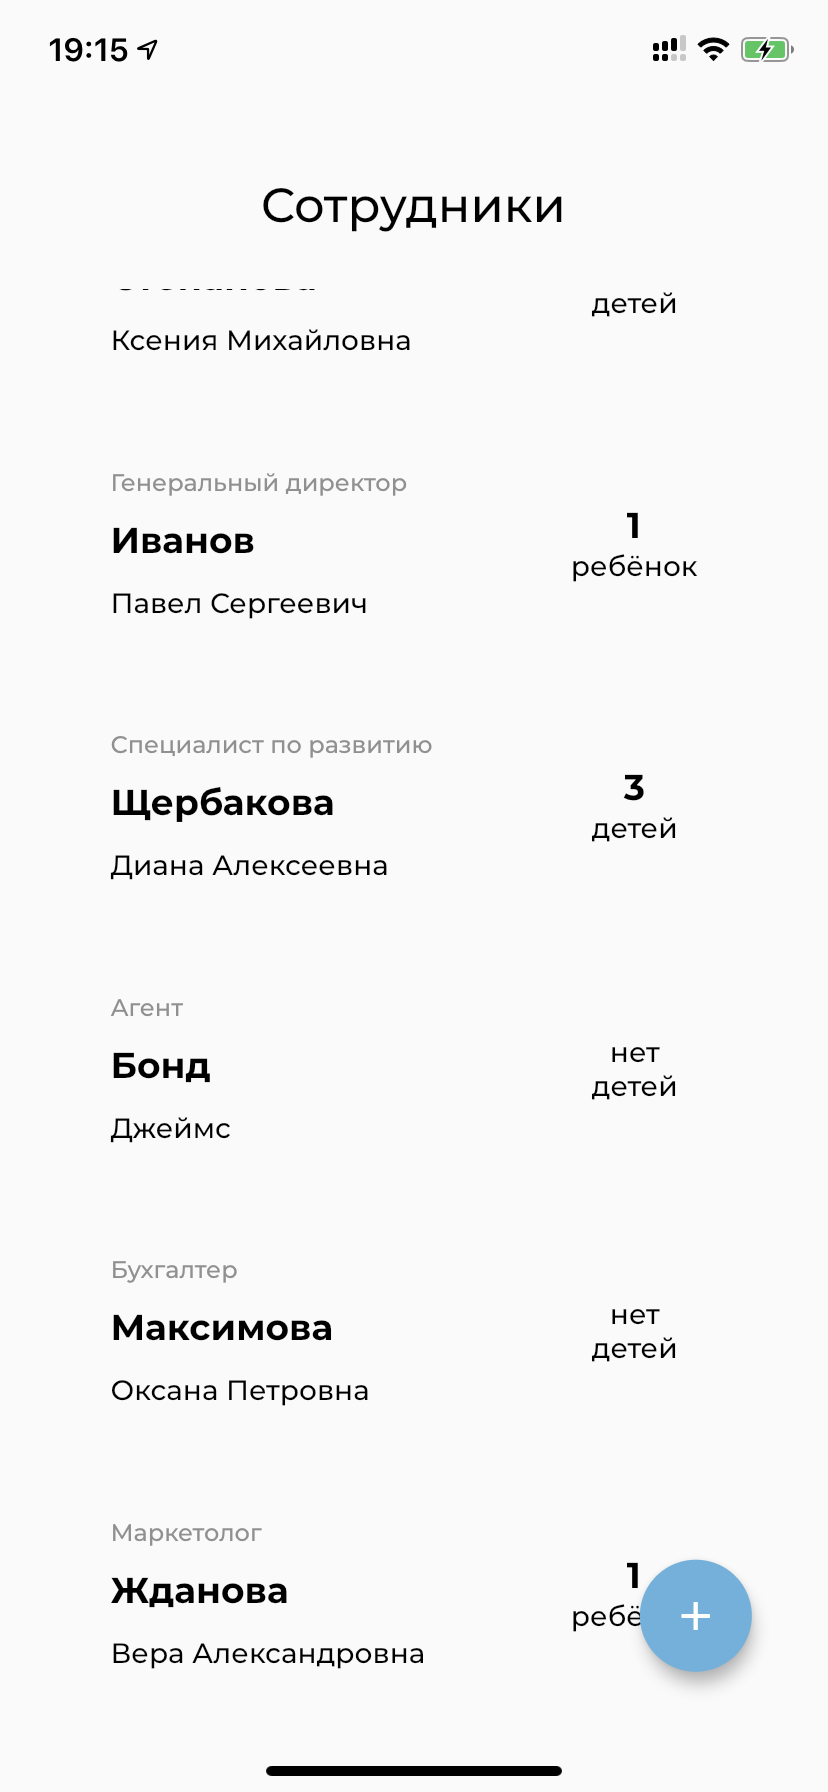 19:15
Сотрудники
детей
Ксения Михайловна
Генеральный директор
Иванов
1
ребёнок
Павел Сергеевич
Специалист по развитию
Щербакова
3
детей
Диана Алексеевна
Агент
Бонд
нет
детей
Джеймс
Бухгалтер
Максимова
нет
детей
Оксана Петровна
Маркетолог
Жданова
1
ребё
Вера Александровна
+